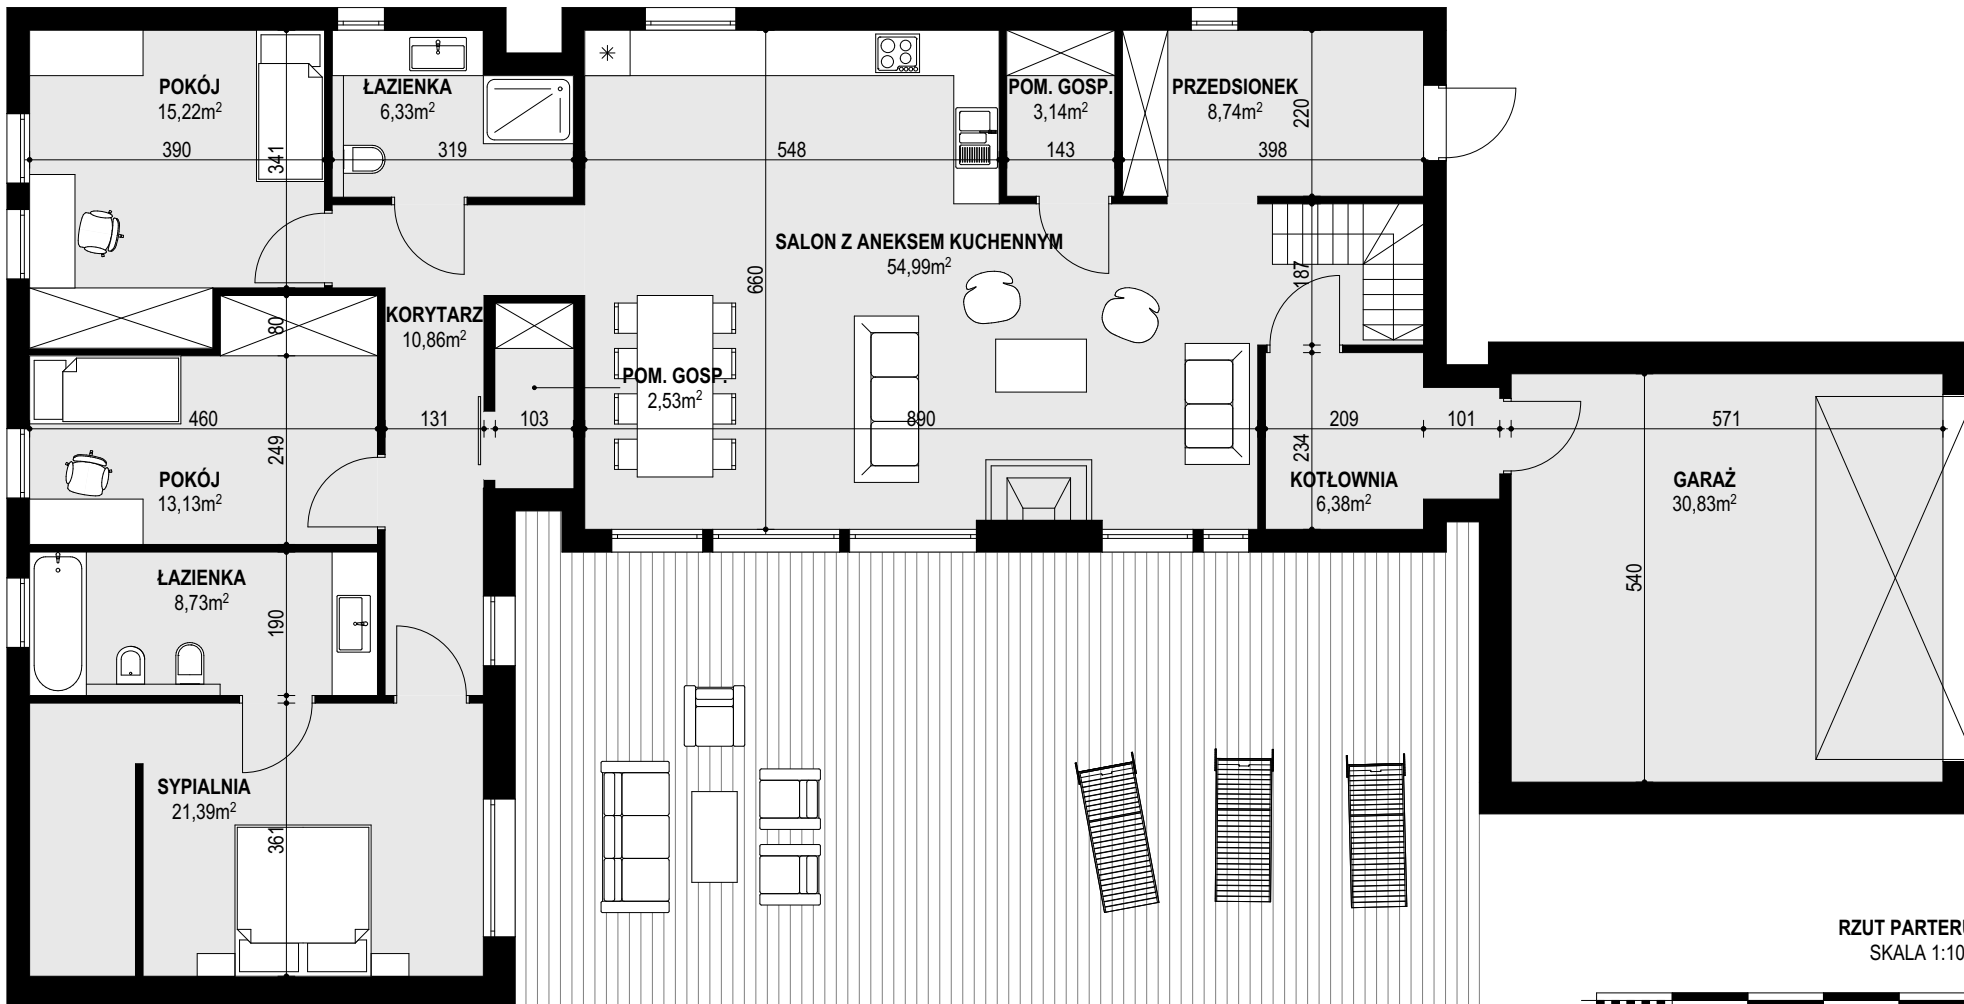 POKÓJ
15,22m²
390
341
ŁAZIENKA
6,33m²
319
548
660
SALON Z ANEKSEM KUCHENNYM
54,99m²
POM. GOSP.
3,14m²
143
PRZEDSIONEK
8,74m²
220
398
187
80
KORYTARZ
10,86m²
POM. GOSP.
2,53m²
460
249
131
103
890
209
101
571
234
POKÓJ
13,13m²
KOTŁOWNIA
6,38m²
GARAŻ
30,83m²
540
ŁAZIENKA
8,73m²
190
SYPIALNIA
21,39m²
361
RZUT PARTERU
SKALA 1:10